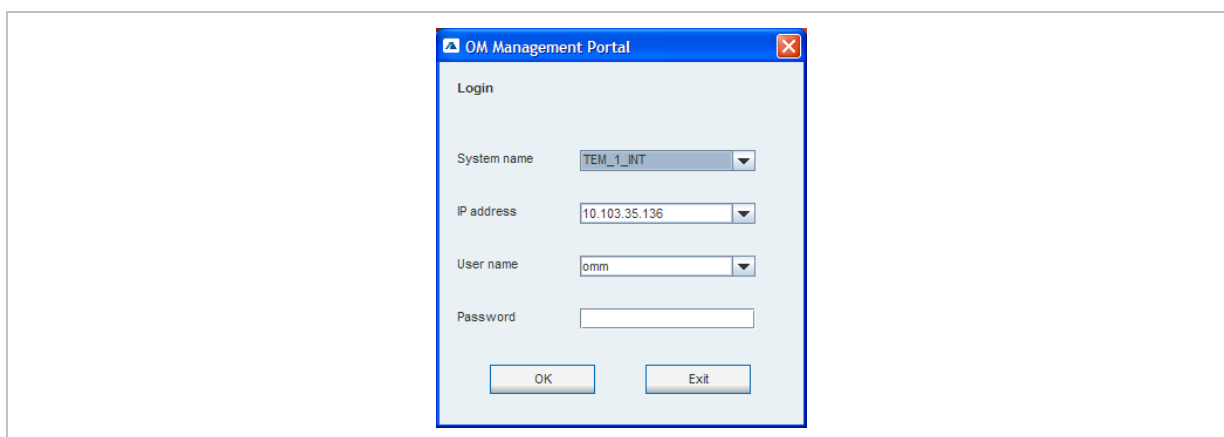 OM Management Portal
Login
System name TEM_1_INT
IP address 10.103.35.136
User name omm
Password
OK Exit